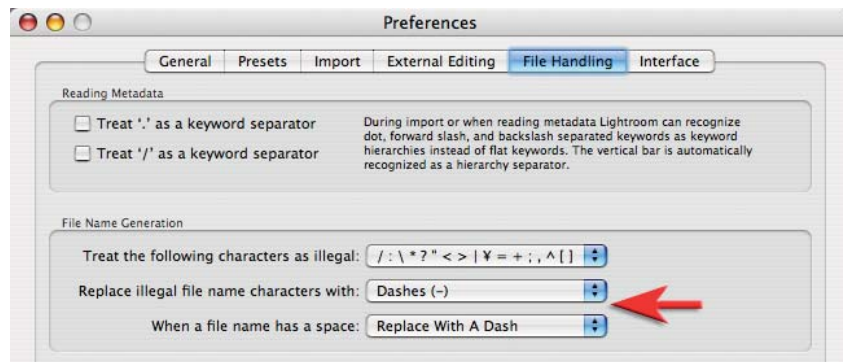 Preferences
General Presets Import External Editing File Handling Interface
Reading Metadata
Treat '.' as a keyword separator
Treat '/' as a keyword separator
During import or when reading metadata Lightroom can recognize
dot, forward slash, and backslash separated keywords as keyword
hierarchies instead of flat keywords. The vertical bar is automatically
recognized as a hierarchy separator.
File Name Generation
Treat the following characters as illegal: / : \ * ? " < > | ¥ = + ; , ^ [ ]
Replace illegal file name characters with: Dashes (-)
When a file name has a space: Replace With A Dash